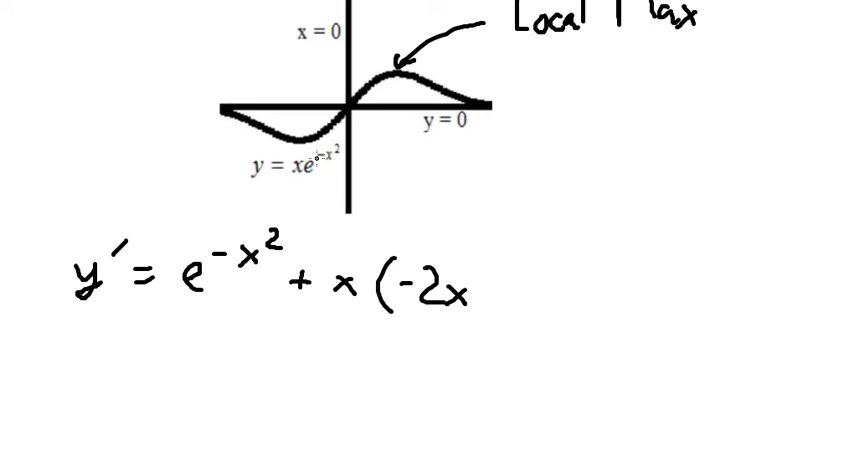 Local Max
x = 0
y = 0
y = xe^{-x^2}
y' = e^{-x^2} + x (-2x